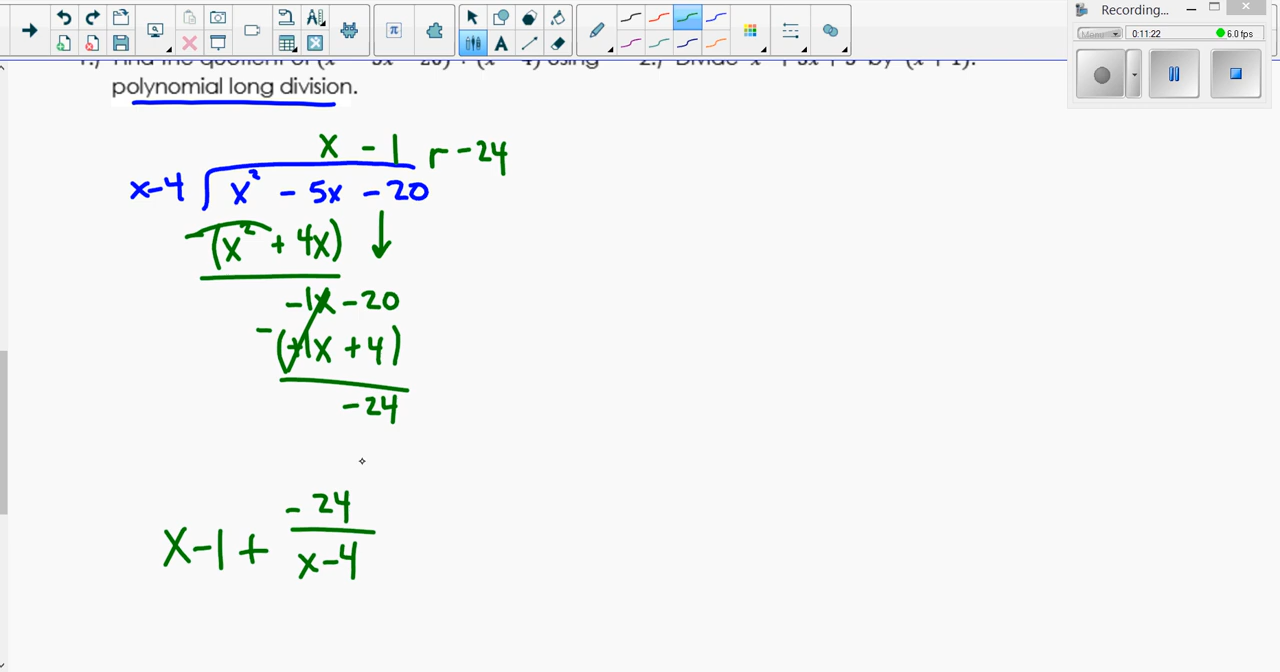 Recording...
Menu 0:11:22 6.0 fps
π A
polynomial long division.
x - 1 r -24
x-4 x² - 5x - 20
-(x² + 4x)
-1x - 20
-(+1x + 4)
-24
x-1+ -24
x-4